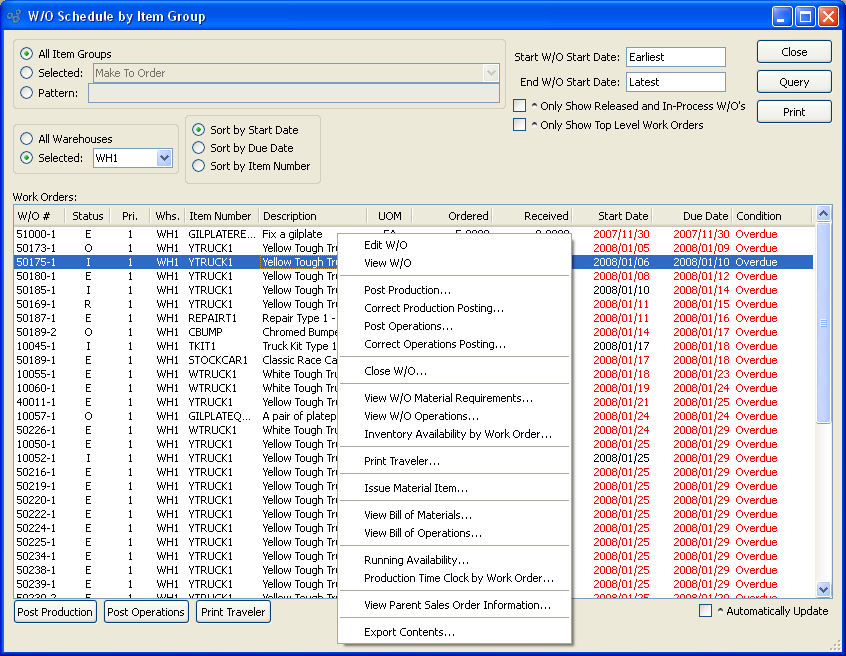 W/O Schedule by Item Group
All Item Groups
Selected: Make To Order
Pattern:
Start W/O Start Date: Earliest
End W/O Start Date: Latest
^ Only Show Released and In-Process W/O's
^ Only Show Top Level Work Orders
Close
Query
Print
All Warehouses
Selected: WH1
Sort by Start Date
Sort by Due Date
Sort by Item Number
Work Orders:
W/O # Status Pri. Whs. Item Number Description UOM Ordered Received Start Date Due Date Condition
51000-1 E 1 WH1 GILPLATERE... Fix a gilplate 2007/11/30 2007/11/30 Overdue
50173-1 O 1 WH1 YTRUCK1 Yellow Tough Tru 2008/01/05 2008/01/09 Overdue
50175-1 I 1 WH1 YTRUCK1 Yellow Tough Tru 2008/01/06 2008/01/10 Overdue
50180-1 E 1 WH1 YTRUCK1 Yellow Tough Tru 2008/01/08 2008/01/12 Overdue
50185-1 I 1 WH1 YTRUCK1 Yellow Tough Tru 2008/01/10 2008/01/14 Overdue
50169-1 R 1 WH1 YTRUCK1 Yellow Tough Tru 2008/01/11 2008/01/15 Overdue
50187-1 E 1 WH1 REPAIRT1 Repair Type 1 - 2008/01/11 2008/01/16 Overdue
50189-2 O 1 WH1 CBUMP Chromed Bumpe 2008/01/14 2008/01/17 Overdue
10045-1 I 1 WH1 TKIT1 Truck Kit Type 1 2008/01/17 2008/01/18 Overdue
50189-1 E 1 WH1 STOCKCAR1 Classic Race Ca 2008/01/17 2008/01/18 Overdue
10055-1 E 1 WH1 WTRUCK1 White Tough Tru 2008/01/18 2008/01/23 Overdue
10060-1 E 1 WH1 WTRUCK1 White Tough Tru 2008/01/19 2008/01/24 Overdue
40011-1 E 1 WH1 YTRUCK1 Yellow Tough Tru 2008/01/21 2008/01/25 Overdue
10057-1 O 1 WH1 GILPLATEQ... A pair of platep 2008/01/24 2008/01/24 Overdue
50226-1 E 1 WH1 WTRUCK1 White Tough Tru 2008/01/24 2008/01/29 Overdue
10050-1 E 1 WH1 YTRUCK1 Yellow Tough Tru 2008/01/25 2008/01/29 Overdue
10052-1 I 1 WH1 YTRUCK1 Yellow Tough Tru 2008/01/25 2008/01/29 Overdue
50216-1 E 1 WH1 YTRUCK1 Yellow Tough Tru 2008/01/25 2008/01/29 Overdue
50219-1 E 1 WH1 YTRUCK1 Yellow Tough Tru 2008/01/25 2008/01/29 Overdue
50220-1 E 1 WH1 YTRUCK1 Yellow Tough Tru 2008/01/25 2008/01/29 Overdue
50222-1 E 1 WH1 YTRUCK1 Yellow Tough Tru 2008/01/25 2008/01/29 Overdue
50224-1 E 1 WH1 YTRUCK1 Yellow Tough Tru 2008/01/25 2008/01/29 Overdue
50225-1 E 1 WH1 YTRUCK1 Yellow Tough Tru 2008/01/25 2008/01/29 Overdue
50234-1 E 1 WH1 YTRUCK1 Yellow Tough Tru 2008/01/25 2008/01/29 Overdue
50238-1 E 1 WH1 YTRUCK1 Yellow Tough Tru 2008/01/25 2008/01/29 Overdue
50239-1 E 1 WH1 YTRUCK1 Yellow Tough Tru 2008/01/25 2008/01/29 Overdue
Edit W/O
View W/O
Post Production...
Correct Production Posting...
Post Operations...
Correct Operations Posting...
Close W/O...
View W/O Material Requirements...
View W/O Operations...
Inventory Availability by Work Order...
Print Traveler...
Issue Material Item...
View Bill of Materials...
View Bill of Operations...
Running Availability...
Production Time Clock by Work Order...
View Parent Sales Order Information...
Export Contents...
Post Production
Post Operations
Print Traveler
^ Automatically Update